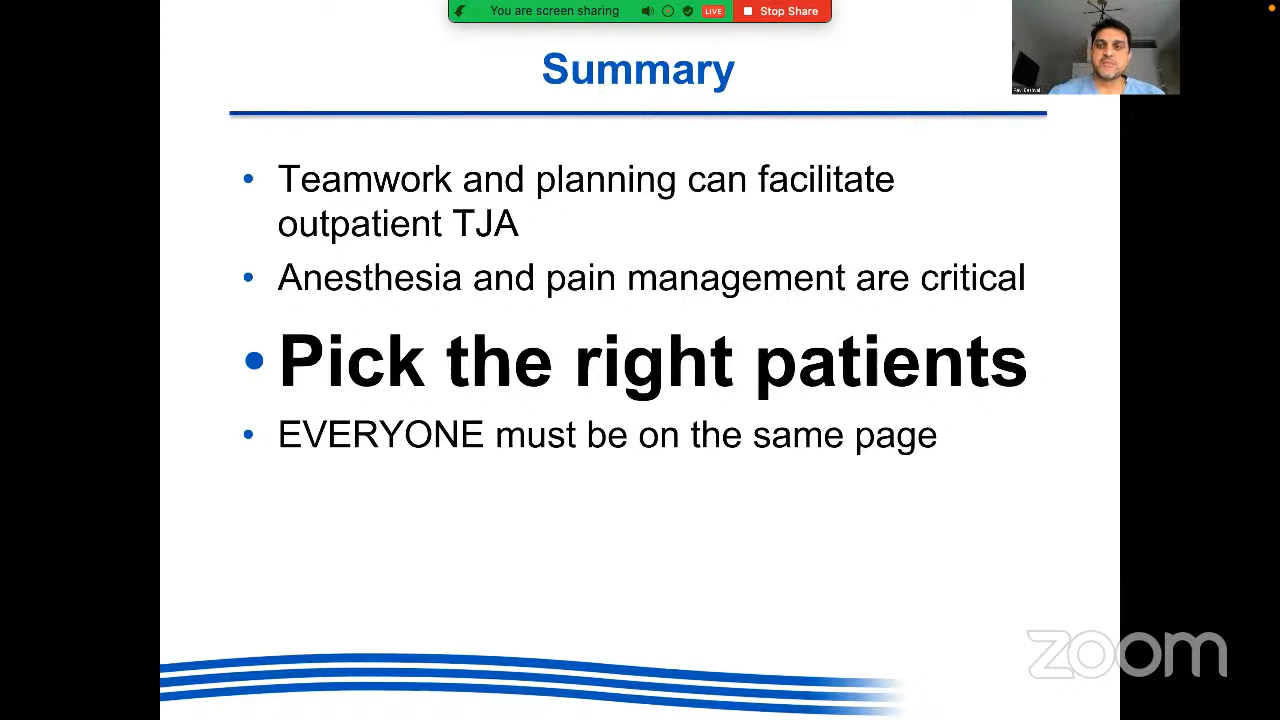 You are screen sharing
LIVE
Stop Share
Summary
• Teamwork and planning can facilitate
outpatient TJA
• Anesthesia and pain management are critical
• Pick the right patients
• EVERYONE must be on the same page
zoom